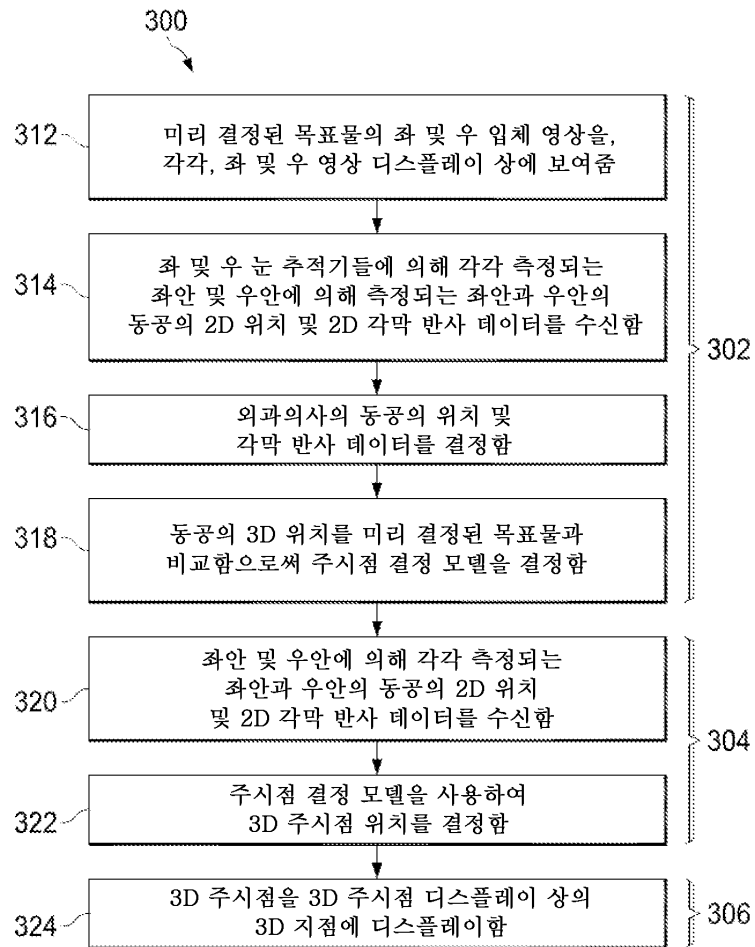 300
312
미리 결정된 목표물의 좌 및 우 입체 영상을,
각각, 좌 및 우 영상 디스플레이 상에 보여줌
314
좌 및 우 눈 추적기들에 의해 각각 측정되는
좌안 및 우안에 의해 측정되는 좌안과 우안의
동공의 2D 위치 및 2D 각막 반사 데이터를 수신함
302
316
외과의사의 동공의 위치 및
각막 반사 데이터를 결정함
318
동공의 3D 위치를 미리 결정된 목표물과
비교함으로써 주시점 결정 모델을 결정함
320
좌안 및 우안에 의해 각각 측정되는
좌안과 우안의 동공의 2D 위치
및 2D 각막 반사 데이터를 수신함
304
322
주시점 결정 모델을 사용하여
3D 주시점 위치를 결정함
324
3D 주시점을 3D 주시점 디스플레이 상의
3D 지점에 디스플레이함
306